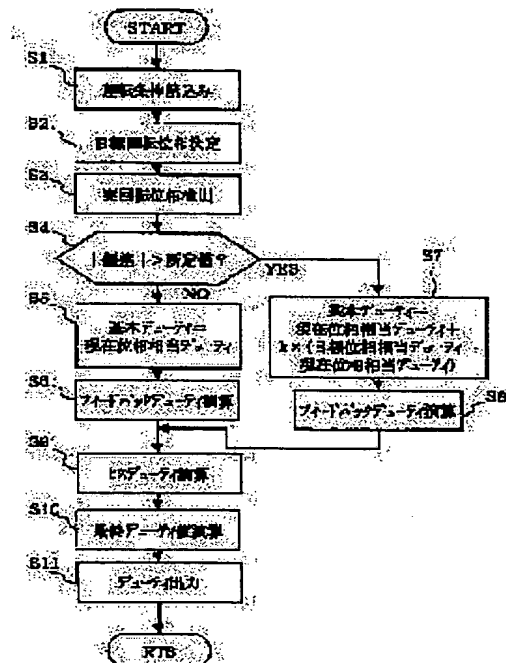 START
S1
運転条件読込み
S2
目標回転位相決定
S3
実回転位相算出
S4
|偏差|>所定値?
YES
NO
S5
基本デューティ=
現在位相相当デューティ
S7
基本デューティ=
現在位相相当デューティ+
k×(目標位相相当デューティ-
現在位相相当デューティ)
フィードバックデューティ演算
フィードバックデューティ演算
S9
デューティ演算
S10
最終デューティ値演算
S11
デューティ出力